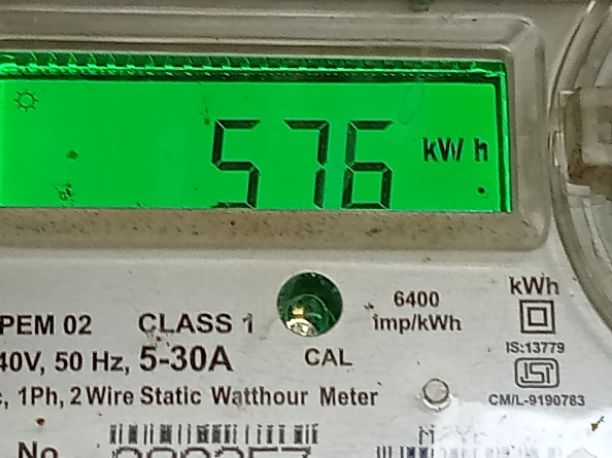 576 kWh
6400
imp/kWh
kWh
PEM 02 CLASS 1
CAL
IS:13779
40V, 50 Hz, 5-30A
ISI
CM/L-9190783
, 1Ph, 2 Wire Static Watthour Meter
No